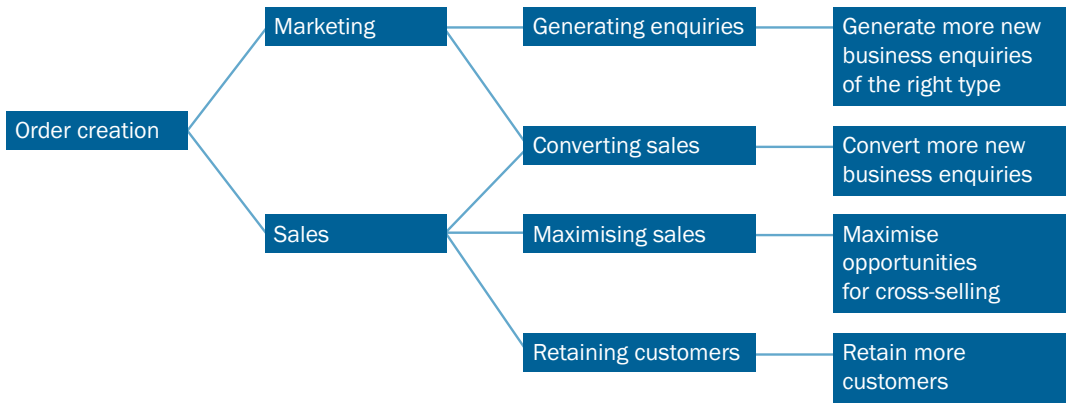 Marketing
Generating enquiries
Generate more new
business enquiries
of the right type
Order creation
Converting sales
Convert more new
business enquiries
Sales
Maximising sales
Maximise
opportunities
for cross-selling
Retaining customers
Retain more
customers